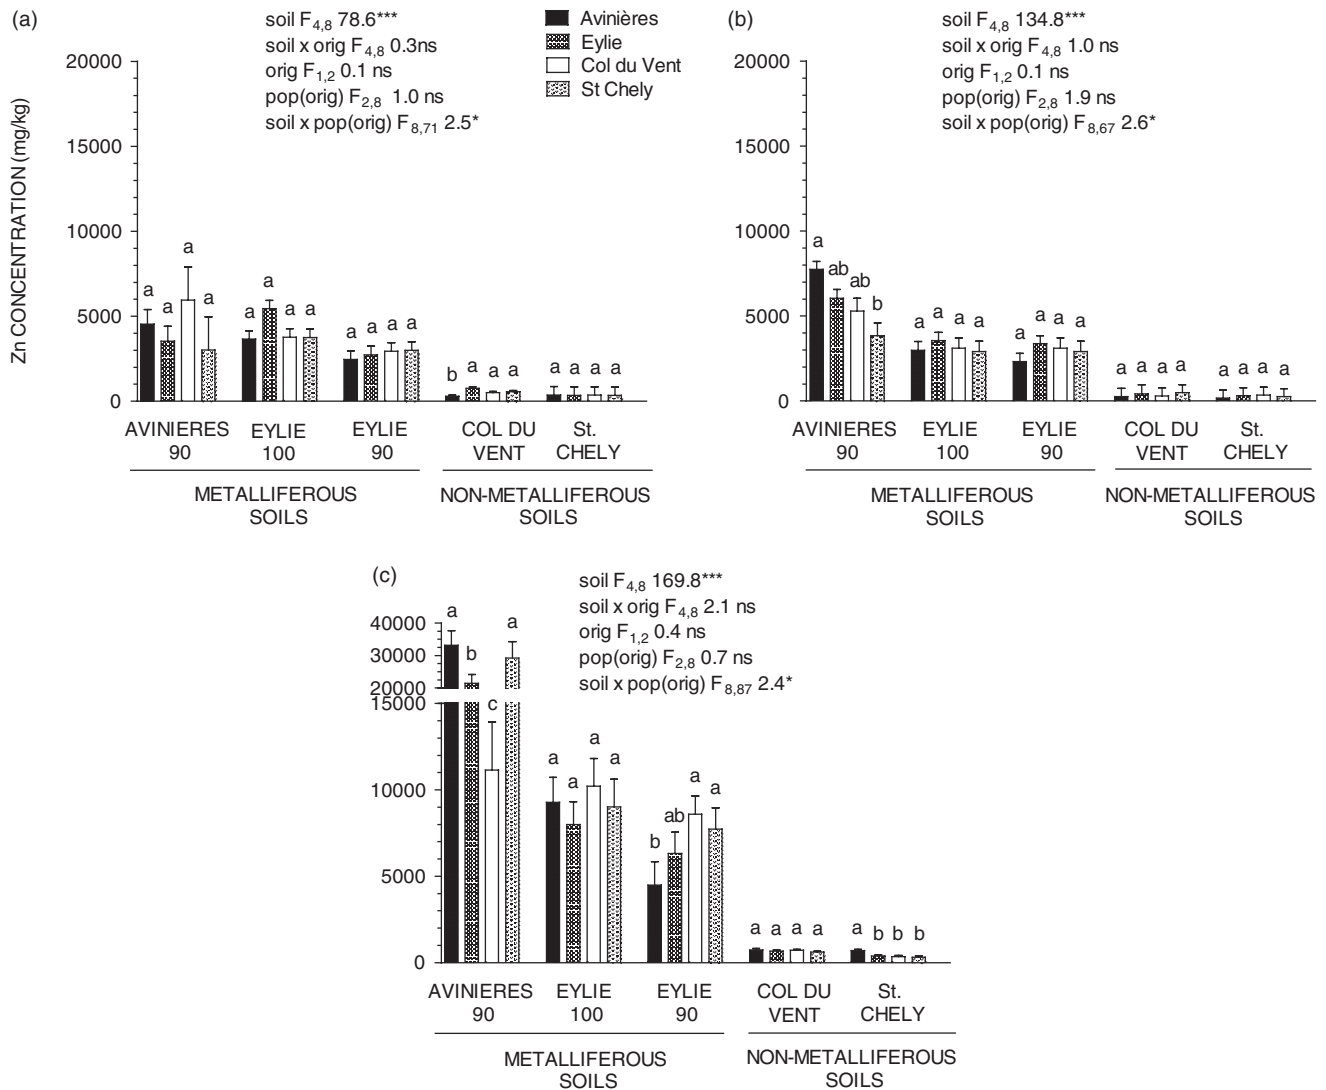 (a)
soil F4,8 78.6***
soil x orig F4,8 0.3ns
orig F1,2 0.1 ns
pop(orig) F2,8 1.0 ns
soil x pop(orig) F8,71 2.5*
Avinières
Eylie
Col du Vent
St Chely
Zn CONCENTRATION (mg/kg)
20000
15000
10000
5000
0
a a a a
a a a a
a a a a
b a a a
a a a a
AVINIERES
90
EYLIE
100
EYLIE
90
COL DU
VENT
St.
CHELY
METALLIFEROUS
SOILS
NON-METALLIFEROUS
SOILS
(b)
soil F4,8 134.8***
soil x orig F4,8 1.0 ns
orig F1,2 0.1 ns
pop(orig) F2,8 1.9 ns
soil x pop(orig) F8,67 2.6*
20000
15000
10000
5000
0
a ab ab b
a a a a
a a a a
a a a a
a a a a
AVINIERES
90
EYLIE
100
EYLIE
90
COL DU
VENT
St.
CHELY
METALLIFEROUS
SOILS
NON-METALLIFEROUS
SOILS
(c)
soil F4,8 169.8***
soil x orig F4,8 2.1 ns
orig F1,2 0.4 ns
pop(orig) F2,8 0.7 ns
soil x pop(orig) F8,87 2.4*
40000
30000
20000
15000
10000
5000
0
a b c a
a a a a
b ab a a
a a a a
a b b b
AVINIERES
90
EYLIE
100
EYLIE
90
COL DU
VENT
St.
CHELY
METALLIFEROUS
SOILS
NON-METALLIFEROUS
SOILS